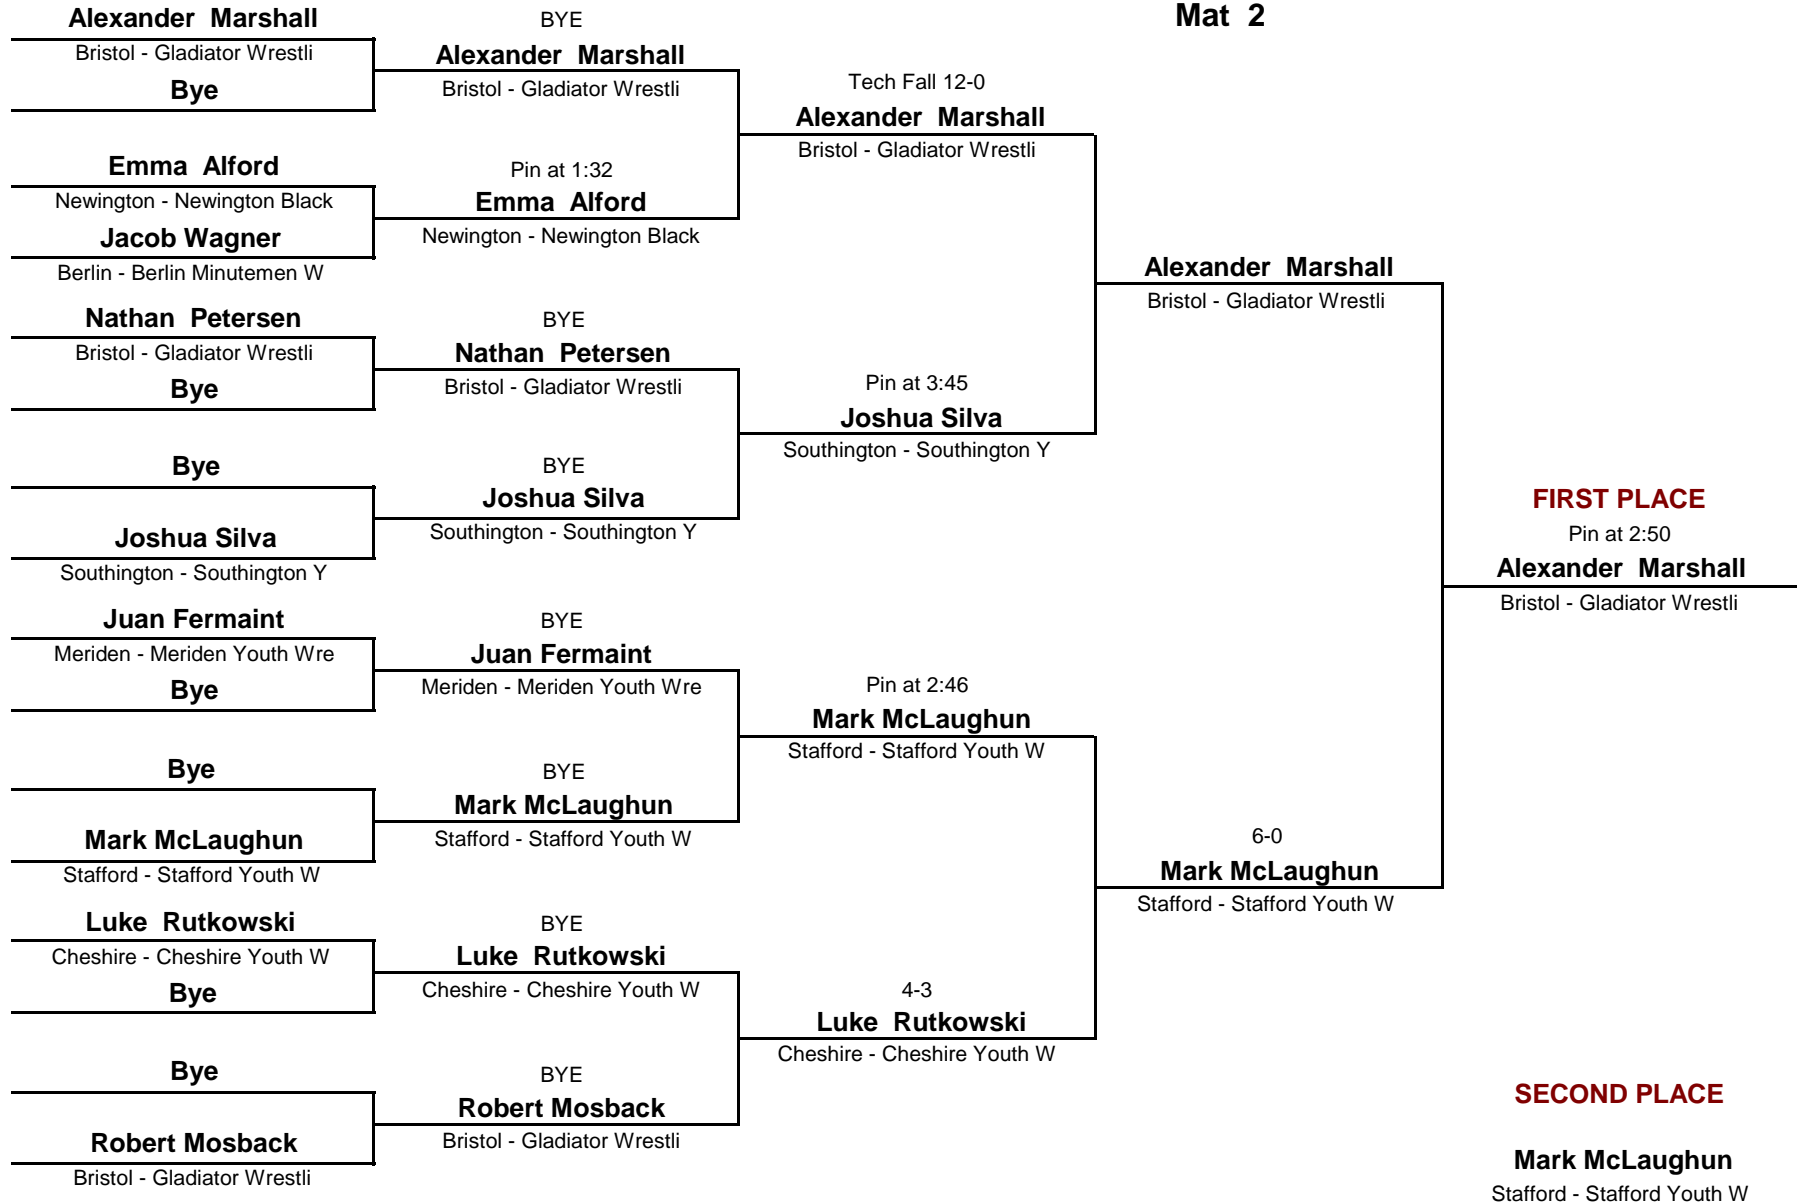 Mat 2
Alexander Marshall
Bristol - Gladiator Wrestli
Bye
Emma Alford
Newington - Newington Black
Jacob Wagner
Berlin - Berlin Minutemen W
Nathan Petersen
Bristol - Gladiator Wrestli
Bye
Bye
Joshua Silva
Southington - Southington Y
Juan Fermaint
Meriden - Meriden Youth Wre
Bye
Bye
Mark McLaughun
Stafford - Stafford Youth W
Luke Rutkowski
Cheshire - Cheshire Youth W
Bye
Bye
Robert Mosback
Bristol - Gladiator Wrestli
BYE
Alexander Marshall
Bristol - Gladiator Wrestli
Pin at 1:32
Emma Alford
Newington - Newington Black
BYE
Nathan Petersen
Bristol - Gladiator Wrestli
BYE
Joshua Silva
Southington - Southington Y
BYE
Juan Fermaint
Meriden - Meriden Youth Wre
BYE
Mark McLaughun
Stafford - Stafford Youth W
BYE
Luke Rutkowski
Cheshire - Cheshire Youth W
BYE
Robert Mosback
Bristol - Gladiator Wrestli
Tech Fall 12-0
Alexander Marshall
Bristol - Gladiator Wrestli
Pin at 3:45
Joshua Silva
Southington - Southington Y
Pin at 2:46
Mark McLaughun
Stafford - Stafford Youth W
4-3
Luke Rutkowski
Cheshire - Cheshire Youth W
Alexander Marshall
Bristol - Gladiator Wrestli
6-0
Mark McLaughun
Stafford - Stafford Youth W
FIRST PLACE
Pin at 2:50
Alexander Marshall
Bristol - Gladiator Wrestli
SECOND PLACE
Mark McLaughun
Stafford - Stafford Youth W